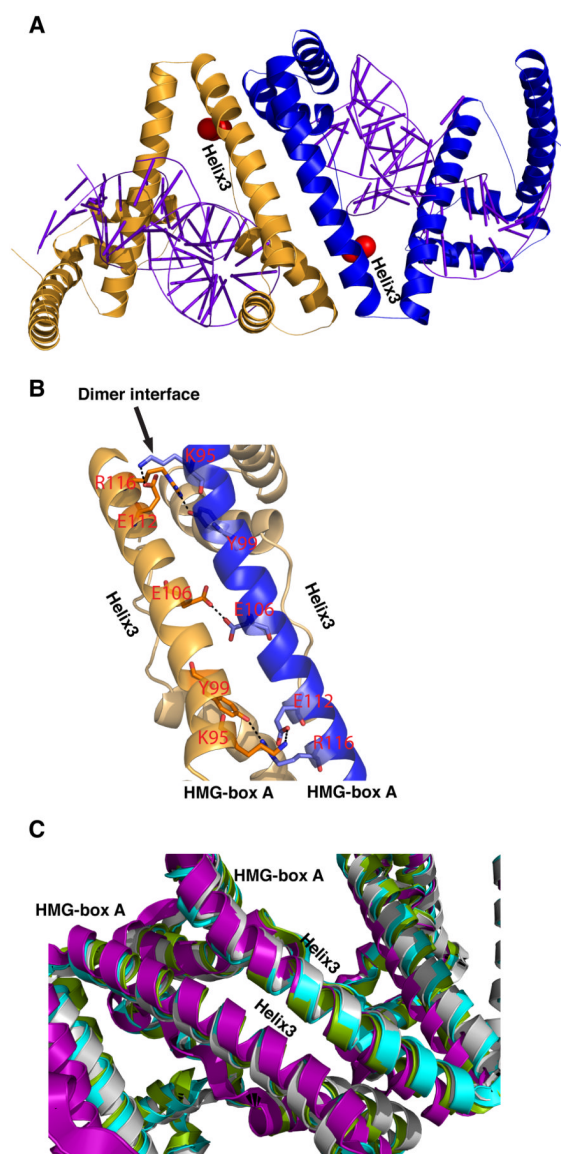 A
Helix3
Helix3
B
Dimer interface
K95
R116
E112
Y99
E106
E106
Helix3
Helix3
Y99
E112
K95
R116
HMG-box A HMG-box A
C
HMG-box A
HMG-box A
Helix3
Helix3